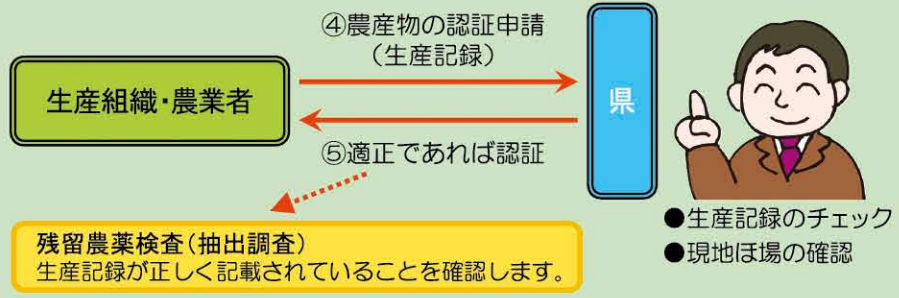 ④農産物の認証申請
(生産記録)
生産組織・農業者
県
⑤適正であれば認証
●生産記録のチェック
●現地ほ場の確認
残留農薬検査(抽出調査)
生産記録が正しく記載されていることを確認します。